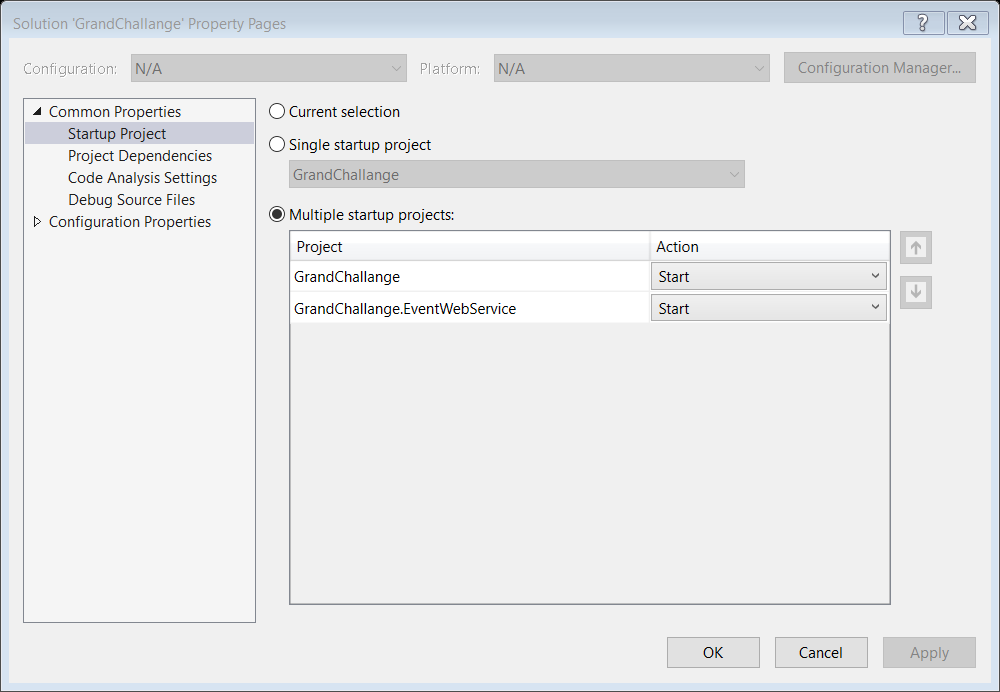 Solution 'GrandChallange' Property Pages
?
Configuration: N/A Platform: N/A Configuration Manager...
Common Properties
Startup Project
Project Dependencies
Code Analysis Settings
Debug Source Files
Configuration Properties
Current selection
Single startup project
GrandChallange
Multiple startup projects:
Project Action
GrandChallange Start
GrandChallange.EventWebService Start
OK Cancel Apply